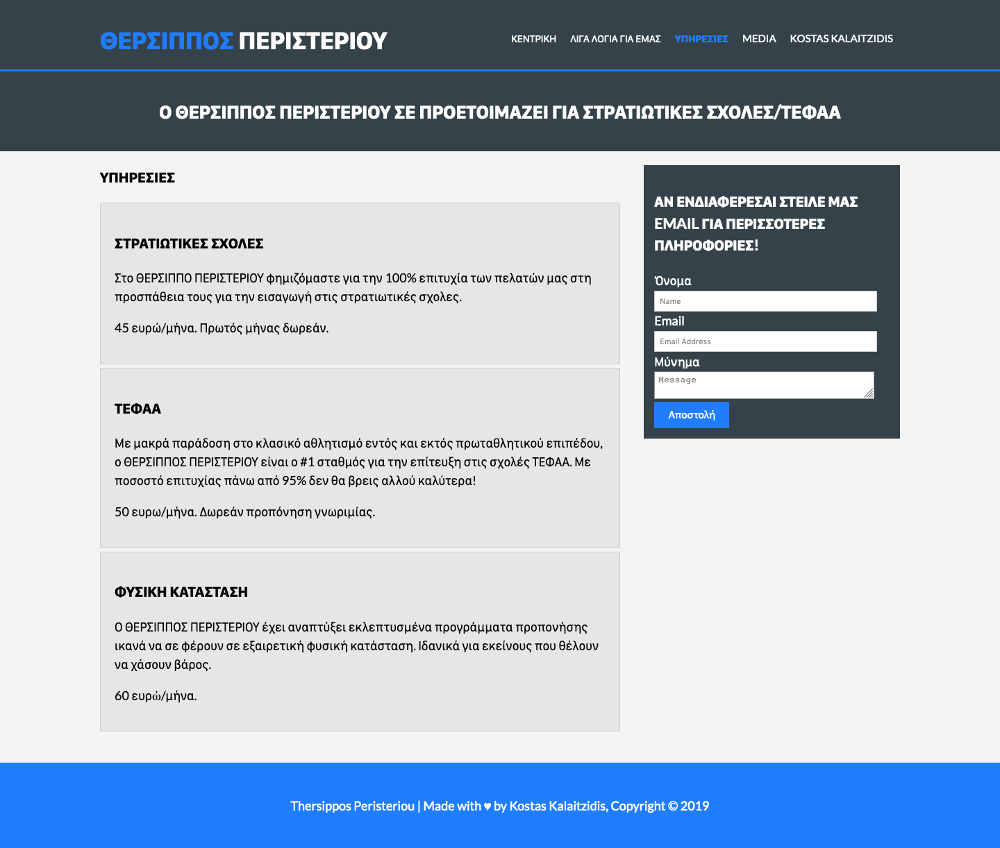 ΘΕΡΣΙΠΠΟΣ ΠΕΡΙΣΤΕΡΙΟΥ
ΚΕΝΤΡΙΚΗ ΛΙΓΑ ΛΟΓΙΑ ΓΙΑ ΕΜΑΣ ΥΠΗΡΕΣΙΕΣ MEDIA KOSTAS KALAITZIDIS
Ο ΘΕΡΣΙΠΠΟΣ ΠΕΡΙΣΤΕΡΙΟΥ ΣΕ ΠΡΟΕΤΟΙΜΑΖΕΙ ΓΙΑ ΣΤΡΑΤΙΩΤΙΚΕΣ ΣΧΟΛΕΣ/ΤΕΦΑΑ
ΥΠΗΡΕΣΙΕΣ
ΣΤΡΑΤΙΩΤΙΚΕΣ ΣΧΟΛΕΣ
Στο ΘΕΡΣΙΠΠΟ ΠΕΡΙΣΤΕΡΙΟΥ φημιζόμαστε για την 100% επιτυχία των πελατών μας στη
προσπάθεια τους για την εισαγωγή στις στρατιωτικές σχολες.
45 ευρώ/μήνα. Πρωτός μήνας δωρεάν.
ΤΕΦΑΑ
Με μακρά παράδοση στο κλασικό αθλητισμό εντός και εκτός πρωταθλητικού επιπέδου,
ο ΘΕΡΣΙΠΠΟΣ ΠΕΡΙΣΤΕΡΙΟΥ είναι ο #1 σταθμός για την επίτευξη στις σχολές ΤΕΦΑΑ. Με
ποσοστό επιτυχίας πάνω από 95% δεν θα βρεις αλλού καλύτερα!
50 ευρω/μήνα. Δωρεάν προπόνηση γνωριμίας.
ΦΥΣΙΚΗ ΚΑΤΑΣΤΑΣΗ
Ο ΘΕΡΣΙΠΠΟΣ ΠΕΡΙΣΤΕΡΙΟΥ έχει αναπτύξει εκλεπτυσμένα προγράμματα προπονήσης
ικανά να σε φέρουν σε εξαιρετική φυσική κατάσταση. Ιδανικά για εκείνους που θέλουν
να χάσουν βάρος.
60 ευρὠ/μήνα.
ΑΝ ΕΝΔΙΑΦΕΡΕΣΑΙ ΣΤΕΙΛΕ ΜΑΣ
EMAIL ΓΙΑ ΠΕΡΙΣΣΟΤΕΡΕΣ
ΠΛΗΡΟΦΟΡΙΕΣ!
Όνομα
Name
Email
Email Address
Μύνημα
Message
Αποστολή
Thersippos Peristeriou | Made with ♥ by Kostas Kalaitzidis, Copyright © 2019